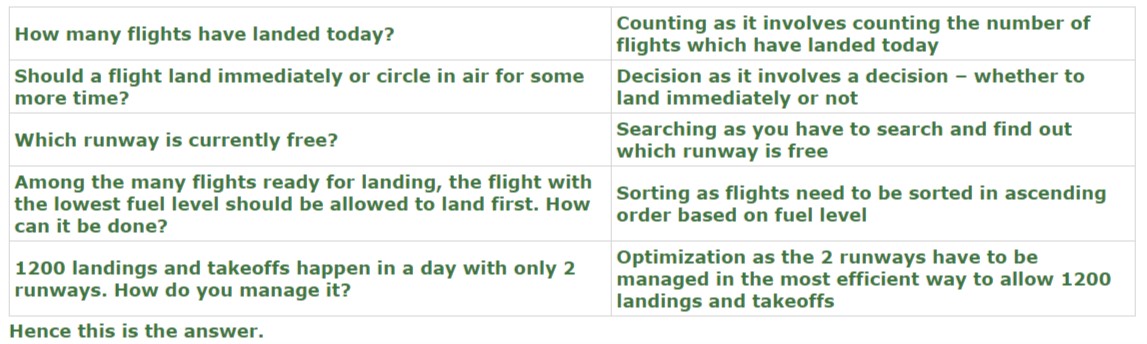 How many flights have landed today?
Counting as it involves counting the number of
flights which have landed today
Should a flight land immediately or circle in air for some
more time?
Decision as it involves a decision – whether to
land immediately or not
Which runway is currently free?
Searching as you have to search and find out
which runway is free
Among the many flights ready for landing, the flight with
the lowest fuel level should be allowed to land first. How
can it be done?
Sorting as flights need to be sorted in ascending
order based on fuel level
1200 landings and takeoffs happen in a day with only 2
runways. How do you manage it?
Optimization as the 2 runways have to be
managed in the most efficient way to allow 1200
landings and takeoffs
Hence this is the answer.